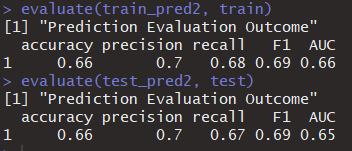 > evaluate(train_pred2, train)
[1] "Prediction Evaluation Outcome"
  accuracy precision recall   F1  AUC
1     0.66       0.7   0.68 0.69 0.66
> evaluate(test_pred2, test)
[1] "Prediction Evaluation Outcome"
  accuracy precision recall   F1  AUC
1     0.66       0.7   0.67 0.69 0.65